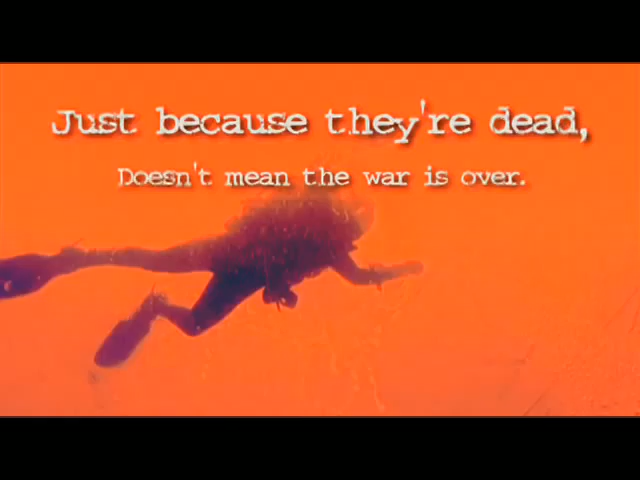 Just because they're dead,
Doesn't mean the war is over.